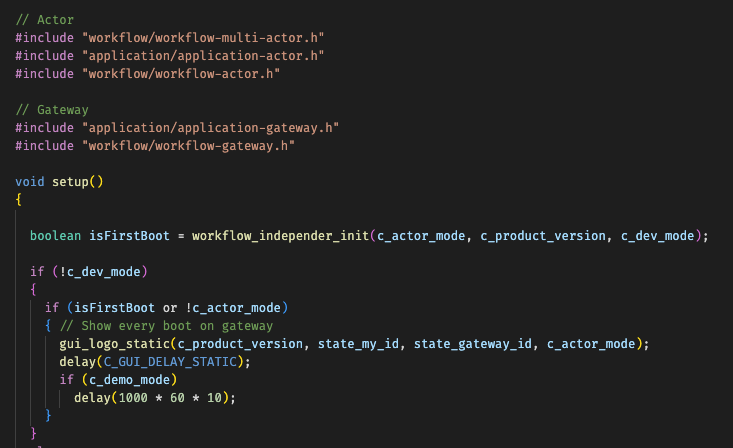 // Actor
#include "workflow/workflow-multi-actor.h"
#include "application/application-actor.h"
#include "workflow/workflow-actor.h"
// Gateway
#include "application/application-gateway.h"
#include "workflow/workflow-gateway.h"
void setup()
{
boolean isFirstBoot = workflow_independer_init(c_actor_mode, c_product_version, c_dev_mode);
if (!c_dev_mode)
{
if (isFirstBoot or !c_actor_mode)
{ // Show every boot on gateway
gui_logo_static(c_product_version, state_my_id, state_gateway_id, c_actor_mode);
delay(C_GUI_DELAY_STATIC);
if (c_demo_mode)
delay(1000 * 60 * 10);
}
}